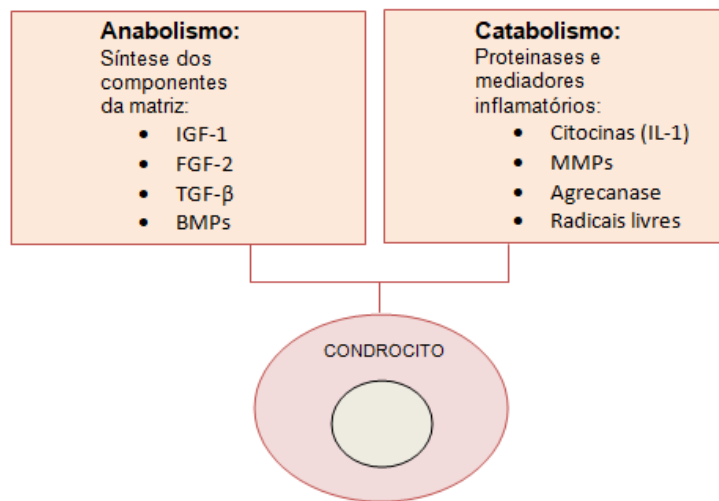 Anabolismo:
Síntese dos
componentes
da matriz:
• IGF-1
• FGF-2
• TGF-β
• BMPs
Catabolismo:
Proteinases e
mediadores
inflamatórios:
• Citocinas (IL-1)
• MMPs
• Agrecanase
• Radicais livres
CONDROCITO